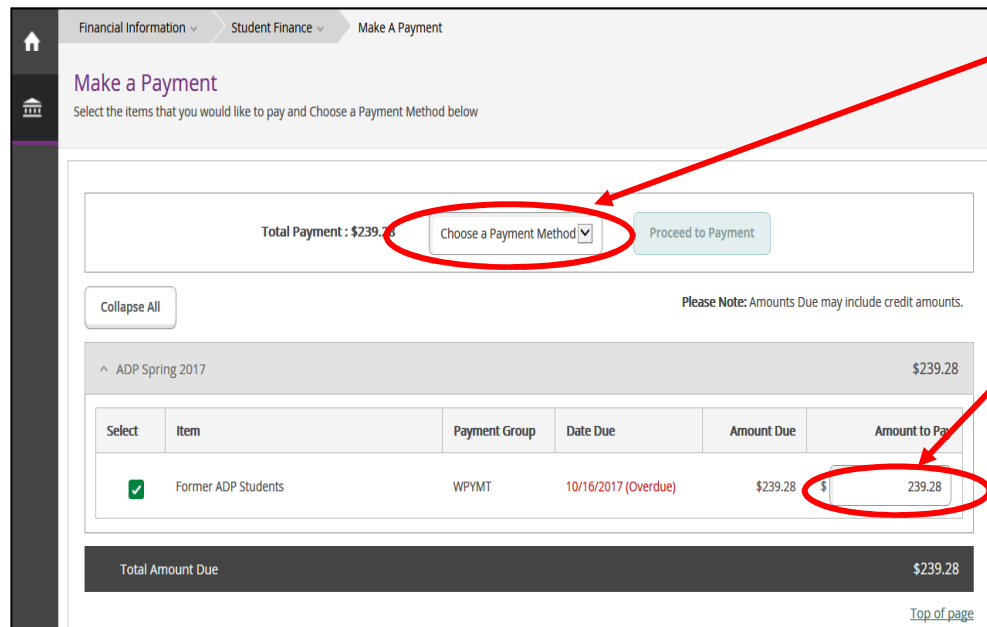 Financial Information Student Finance Make A Payment
Make a Payment
Select the items that you would like to pay and Choose a Payment Method below
Total Payment : $239.28 Choose a Payment Method Proceed to Payment
Collapse All Please Note: Amounts Due may include credit amounts.
ADP Spring 2017 $239.28
Select Item Payment Group Date Due Amount Due Amount to Pay
Former ADP Students WPYMT 10/16/2017 (Overdue) $239.28 $ 239.28
Total Amount Due $239.28
Top of page